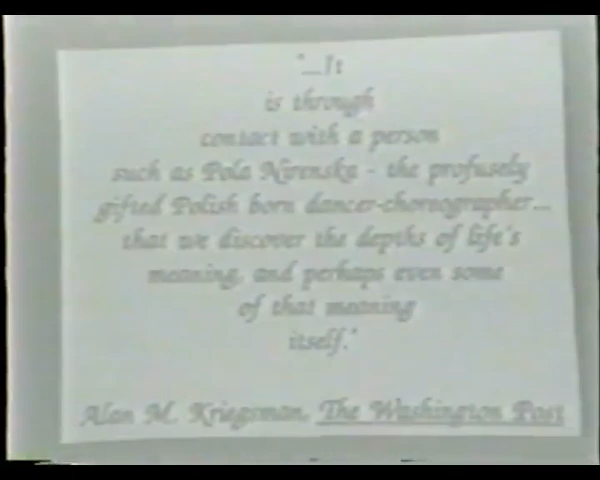 "...It
is through
contact with a person
such as Pola Nirenska - the profusely
gifted Polish born dancer-choreographer...
that we discover the depths of life's
meaning, and perhaps even some
of that meaning
itself."
Alan M. Kriegsman, The Washington Post